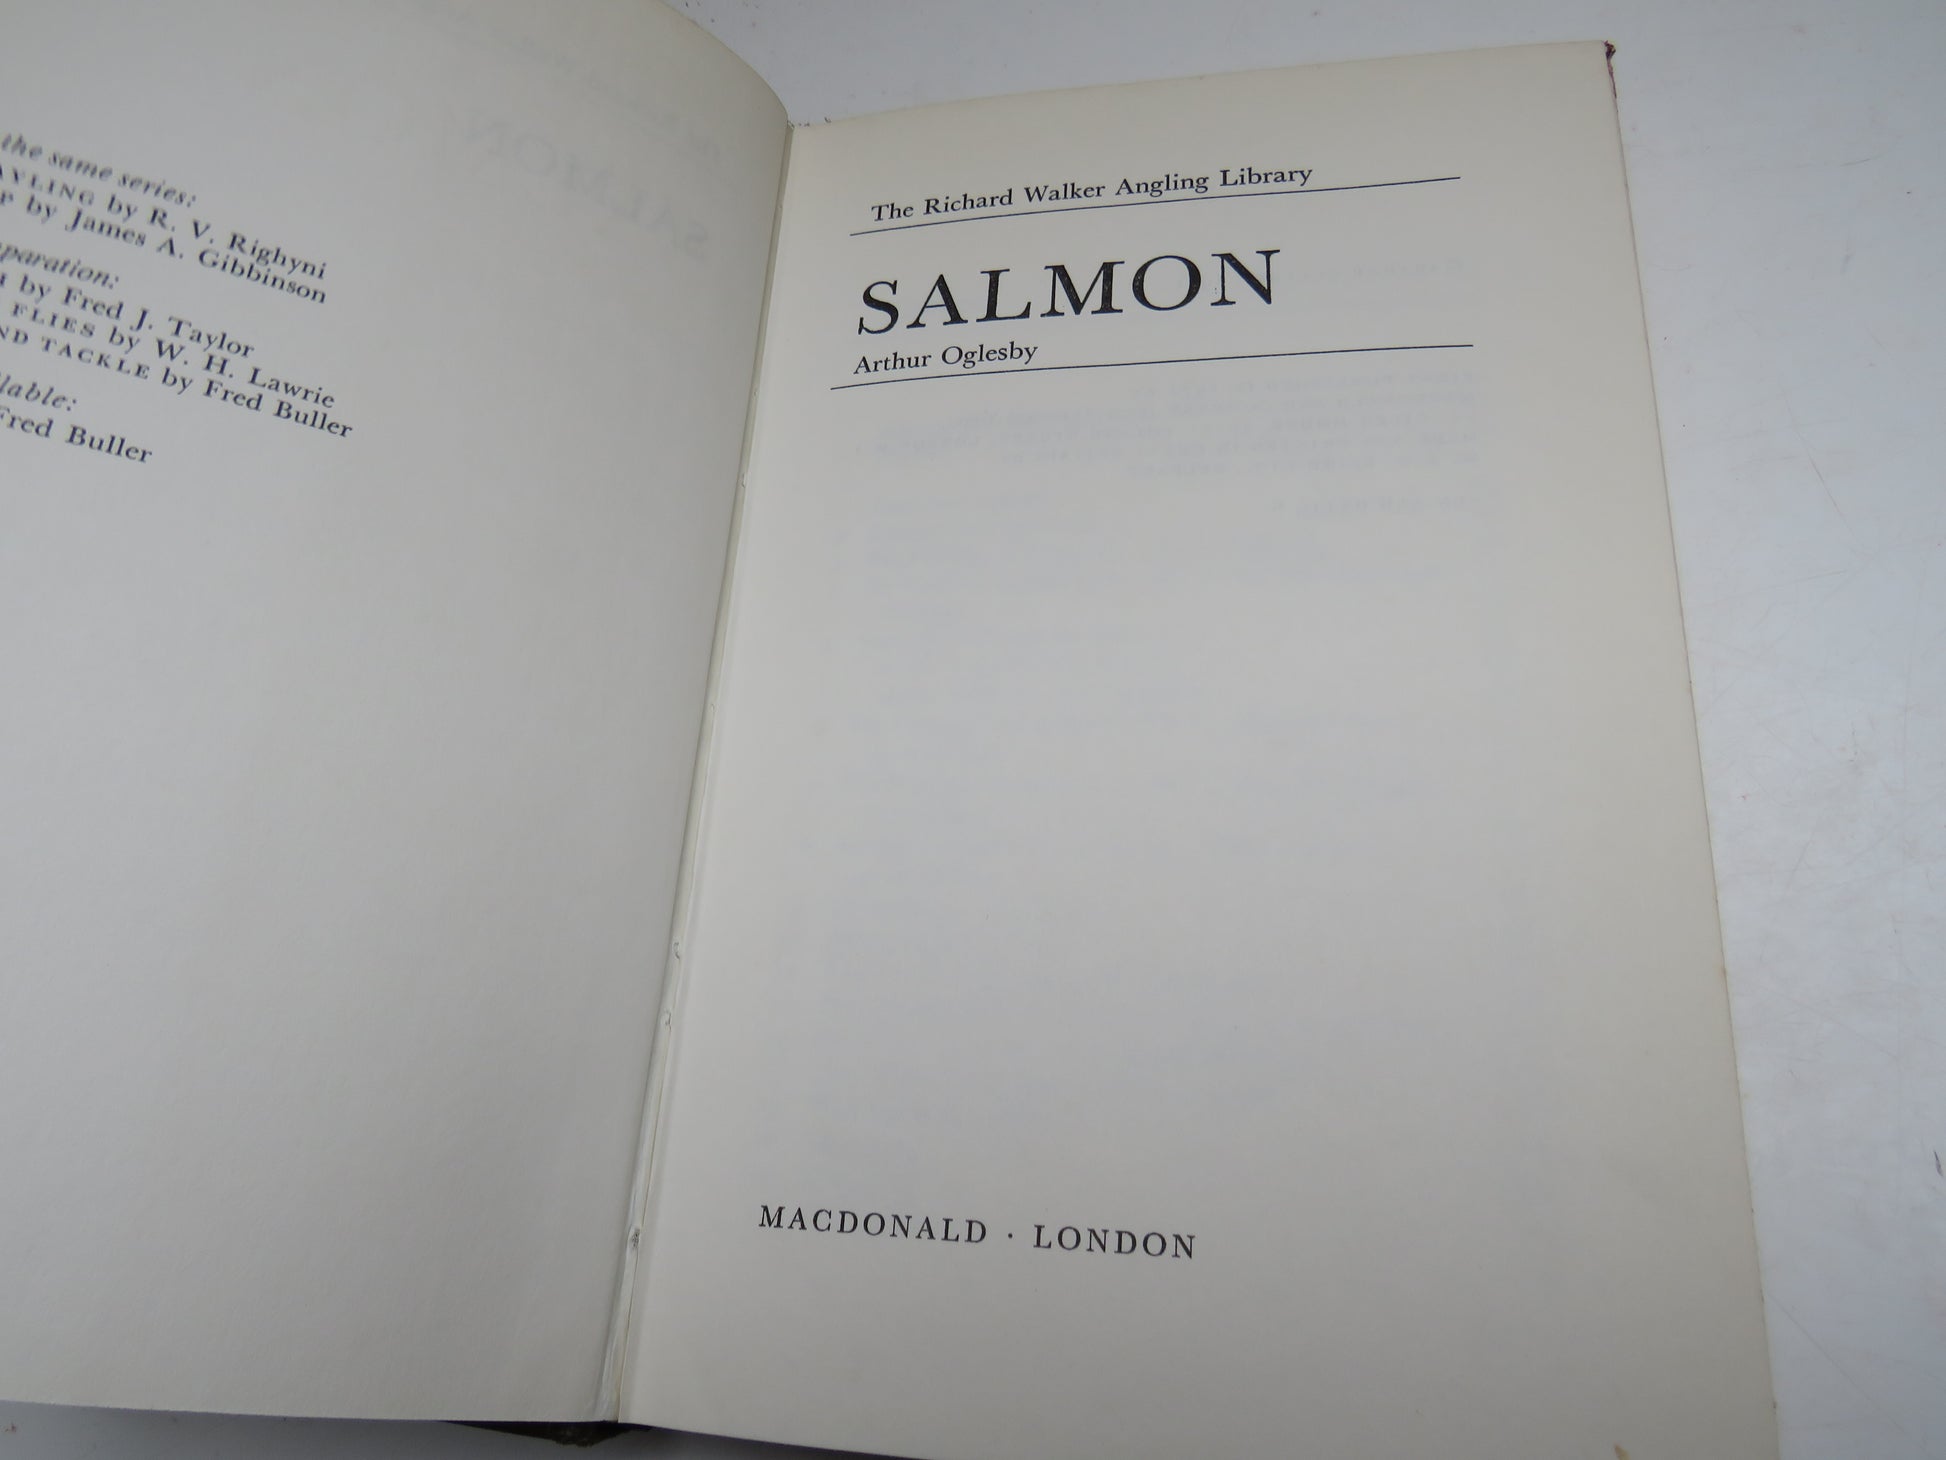 the same series:
by R. V. Righyni
by James A. Gibbinson
by Fred J. Taylor
FLIES by W. H. Lawrie
TACKLE by Fred Buller
Fred Buller
The Richard Walker Angling Library
SALMON
Arthur Oglesby
MACDONALD · LONDON